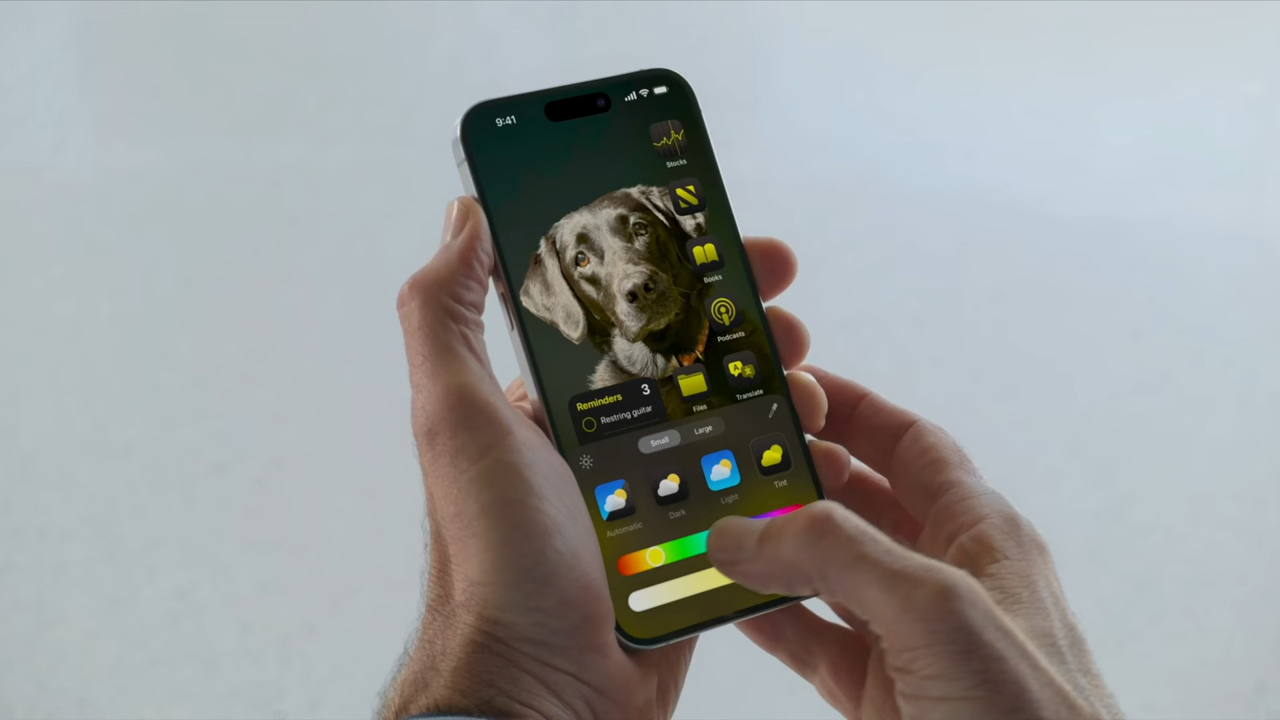 9:41
Stocks
Books
Podcasts
Translate
Files
Reminders 3
Restring guitar
Small Large
Automatic Dark Light Tint